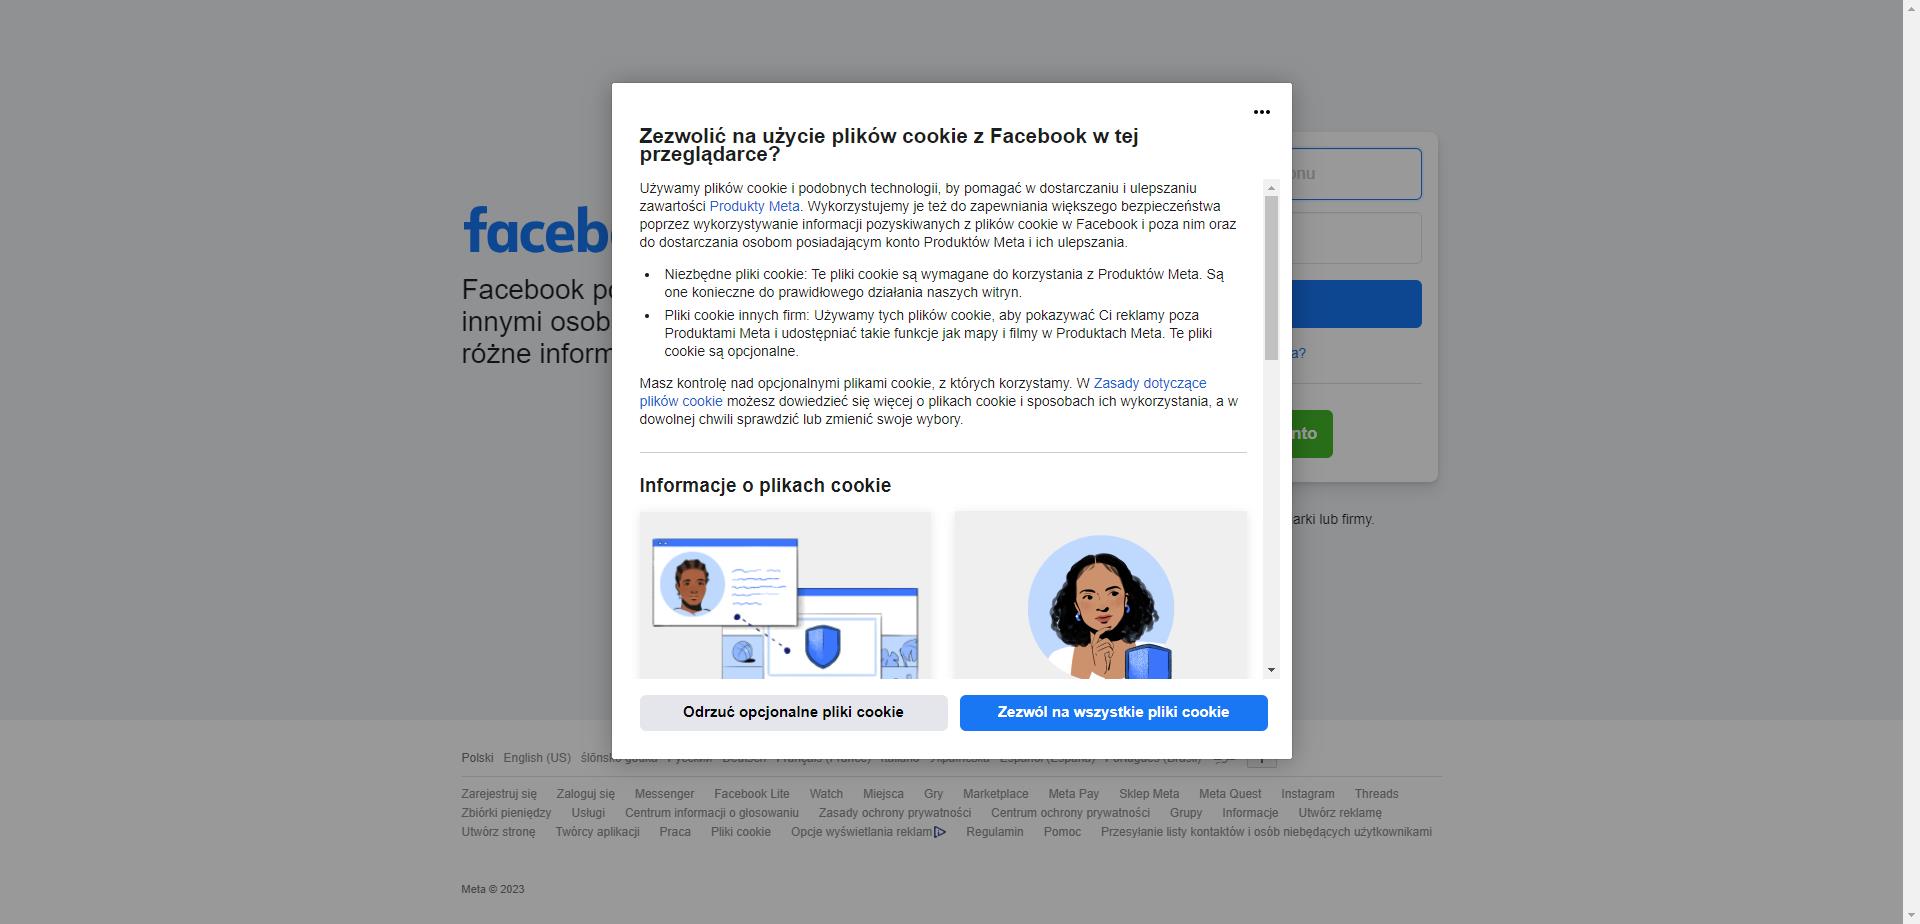 Zezwolić na użycie plików cookie z Facebook w tej
przeglądarce?
Używamy plików cookie i podobnych technologii, by pomagać w dostarczaniu i ulepszaniu
zawartości Produkty Meta. Wykorzystujemy je też do zapewniania większego bezpieczeństwa
poprzez wykorzystywanie informacji pozyskiwanych z plików cookie w Facebook i poza nim oraz
do dostarczania osobom posiadającym konto Produktów Meta i ich ulepszania.
• Niezbędne pliki cookie: Te pliki cookie są wymagane do korzystania z Produktów Meta. Są
one konieczne do prawidłowego działania naszych witryn.
• Pliki cookie innych firm: Używamy tych plików cookie, aby pokazywać Ci reklamy poza
Produktami Meta i udostępniać takie funkcje jak mapy i filmy w Produktach Meta. Te pliki
cookie są opcjonalne.
Masz kontrolę nad opcjonalnymi plikami cookie, z których korzystamy. W Zasady dotyczące
plików cookie możesz dowiedzieć się więcej o plikach cookie i sposobach ich wykorzystania, a w
dowolnej chwili sprawdzić lub zmienić swoje wybory.
Informacje o plikach cookie
Odrzuć opcjonalne pliki cookie
Zezwól na wszystkie pliki cookie
faceb
Facebook po
innymi osob
różne inform
onu
a?
nto
arki lub firmy.
Polski English (US)
Zarejestruj się Zaloguj się Messenger Facebook Lite Watch Miejsca Gry Marketplace Meta Pay Sklep Meta Meta Quest Instagram Threads
Zbiórki pieniędzy Usługi Centrum informacji o głosowaniu Zasady ochrony prywatności Centrum ochrony prywatności Grupy Informacje Utwórz reklamę
Utwórz stronę Twórcy aplikacji Praca Pliki cookie Opcje wyświetlania reklam Regulamin Pomoc Przesyłanie listy kontaktów i osób niebędących użytkownikami
Meta © 2023